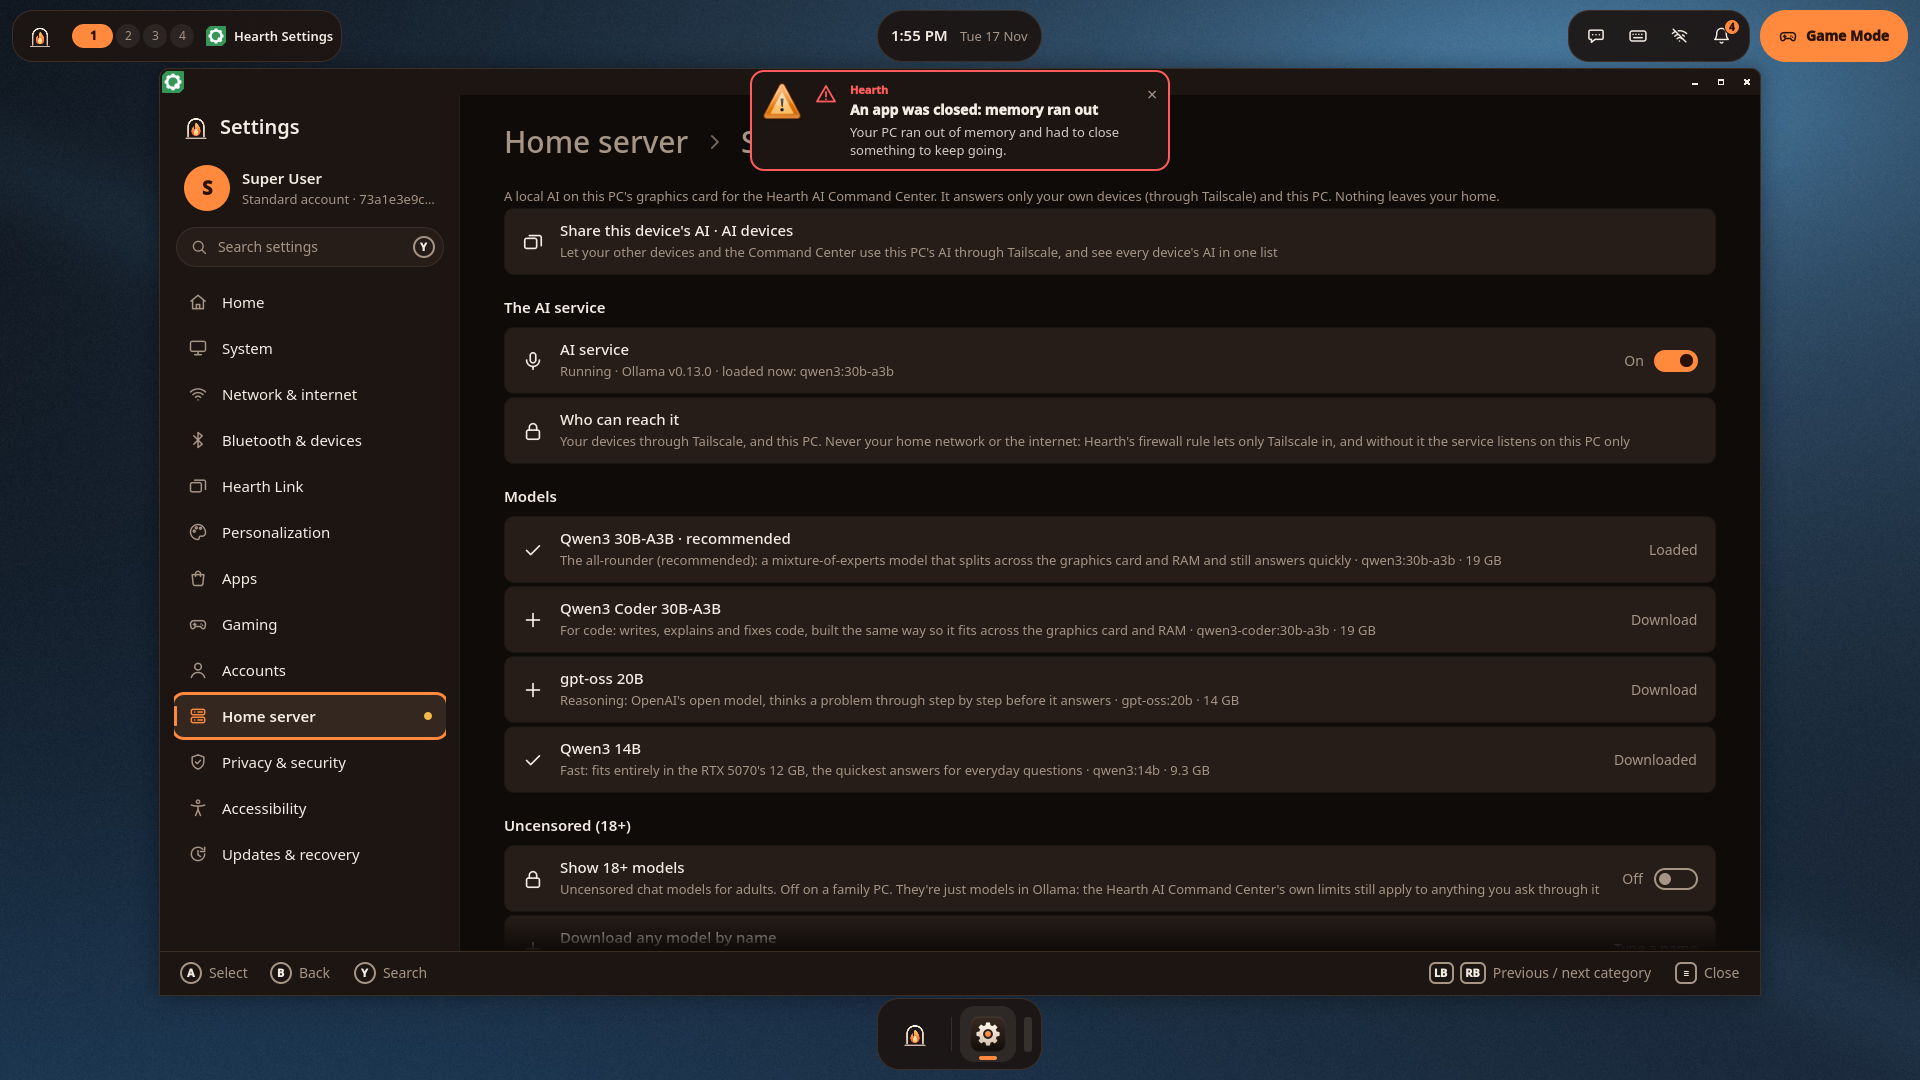 1 2 3 4 Hearth Settings
1:55 PM Tue 17 Nov
4
Game Mode
Hearth
An app was closed: memory ran out
Your PC ran out of memory and had to close
something to keep going.
Settings
Super User
Standard account · 73a1e3e9c...
Search settings Y
Home
System
Network & internet
Bluetooth & devices
Hearth Link
Personalization
Apps
Gaming
Accounts
Home server
Privacy & security
Accessibility
Updates & recovery
Home server
A local AI on this PC's graphics card for the Hearth AI Command Center. It answers only your own devices (through Tailscale) and this PC. Nothing leaves your home.
Share this device's AI · AI devices
Let your other devices and the Command Center use this PC's AI through Tailscale, and see every device's AI in one list
The AI service
AI service
Running · Ollama v0.13.0 · loaded now: qwen3:30b-a3b
On
Who can reach it
Your devices through Tailscale, and this PC. Never your home network or the internet: Hearth's firewall rule lets only Tailscale in, and without it the service listens on this PC only
Models
Qwen3 30B-A3B · recommended
The all-rounder (recommended): a mixture-of-experts model that splits across the graphics card and RAM and still answers quickly · qwen3:30b-a3b · 19 GB
Loaded
Qwen3 Coder 30B-A3B
For code: writes, explains and fixes code, built the same way so it fits across the graphics card and RAM · qwen3-coder:30b-a3b · 19 GB
Download
gpt-oss 20B
Reasoning: OpenAI's open model, thinks a problem through step by step before it answers · gpt-oss:20b · 14 GB
Download
Qwen3 14B
Fast: fits entirely in the RTX 5070's 12 GB, the quickest answers for everyday questions · qwen3:14b · 9.3 GB
Downloaded
Uncensored (18+)
Show 18+ models
Uncensored chat models for adults. Off on a family PC. They're just models in Ollama: the Hearth AI Command Center's own limits still apply to anything you ask through it
Off
Download any model by name
Type a name
A Select B Back Y Search
LB RB Previous / next category Close